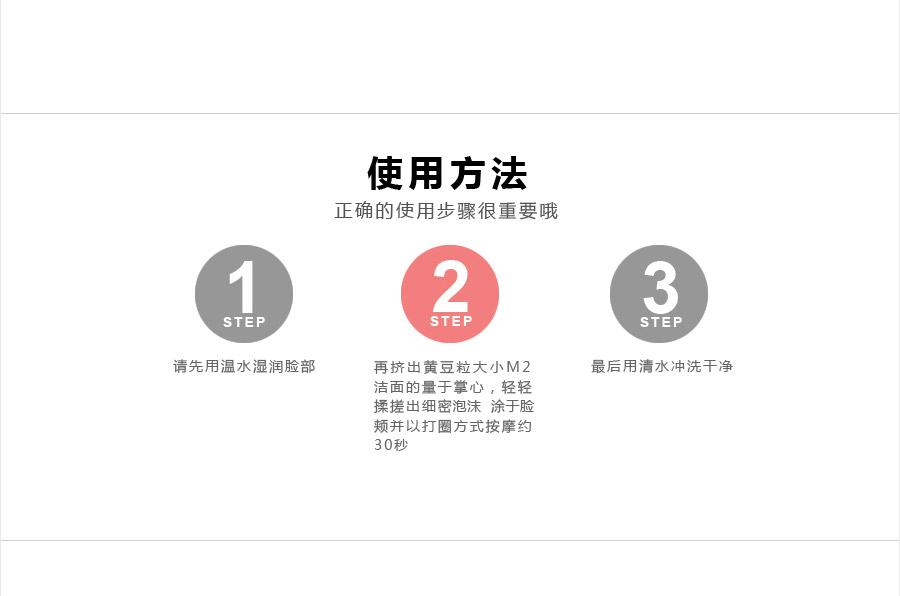 使用方法
正确的使用步骤很重要哦
1
STEP
请先用温水湿润脸部
2
STEP
再挤出黄豆粒大小M2
洁面的量于掌心，轻轻
揉搓出细密泡沫 涂于脸
颊并以打圈方式按摩约
30秒
3
STEP
最后用清水冲洗干净